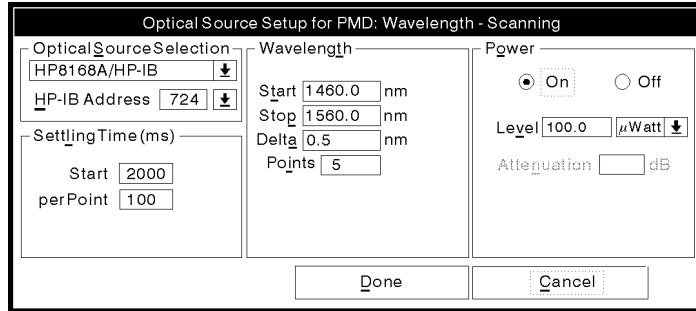 Optical Source Setup for PMD: Wavelength - Scanning
Optical Source Selection
HP8168A/HP-IB
HP-IB Address 724
Settling Time (ms)
Start 2000
per Point 100
Wavelength
Start 1460.0 nm
Stop 1560.0 nm
Delta 0.5 nm
Points 5
Power
On Off
Level 100.0 µWatt
Attenuation dB
Done Cancel